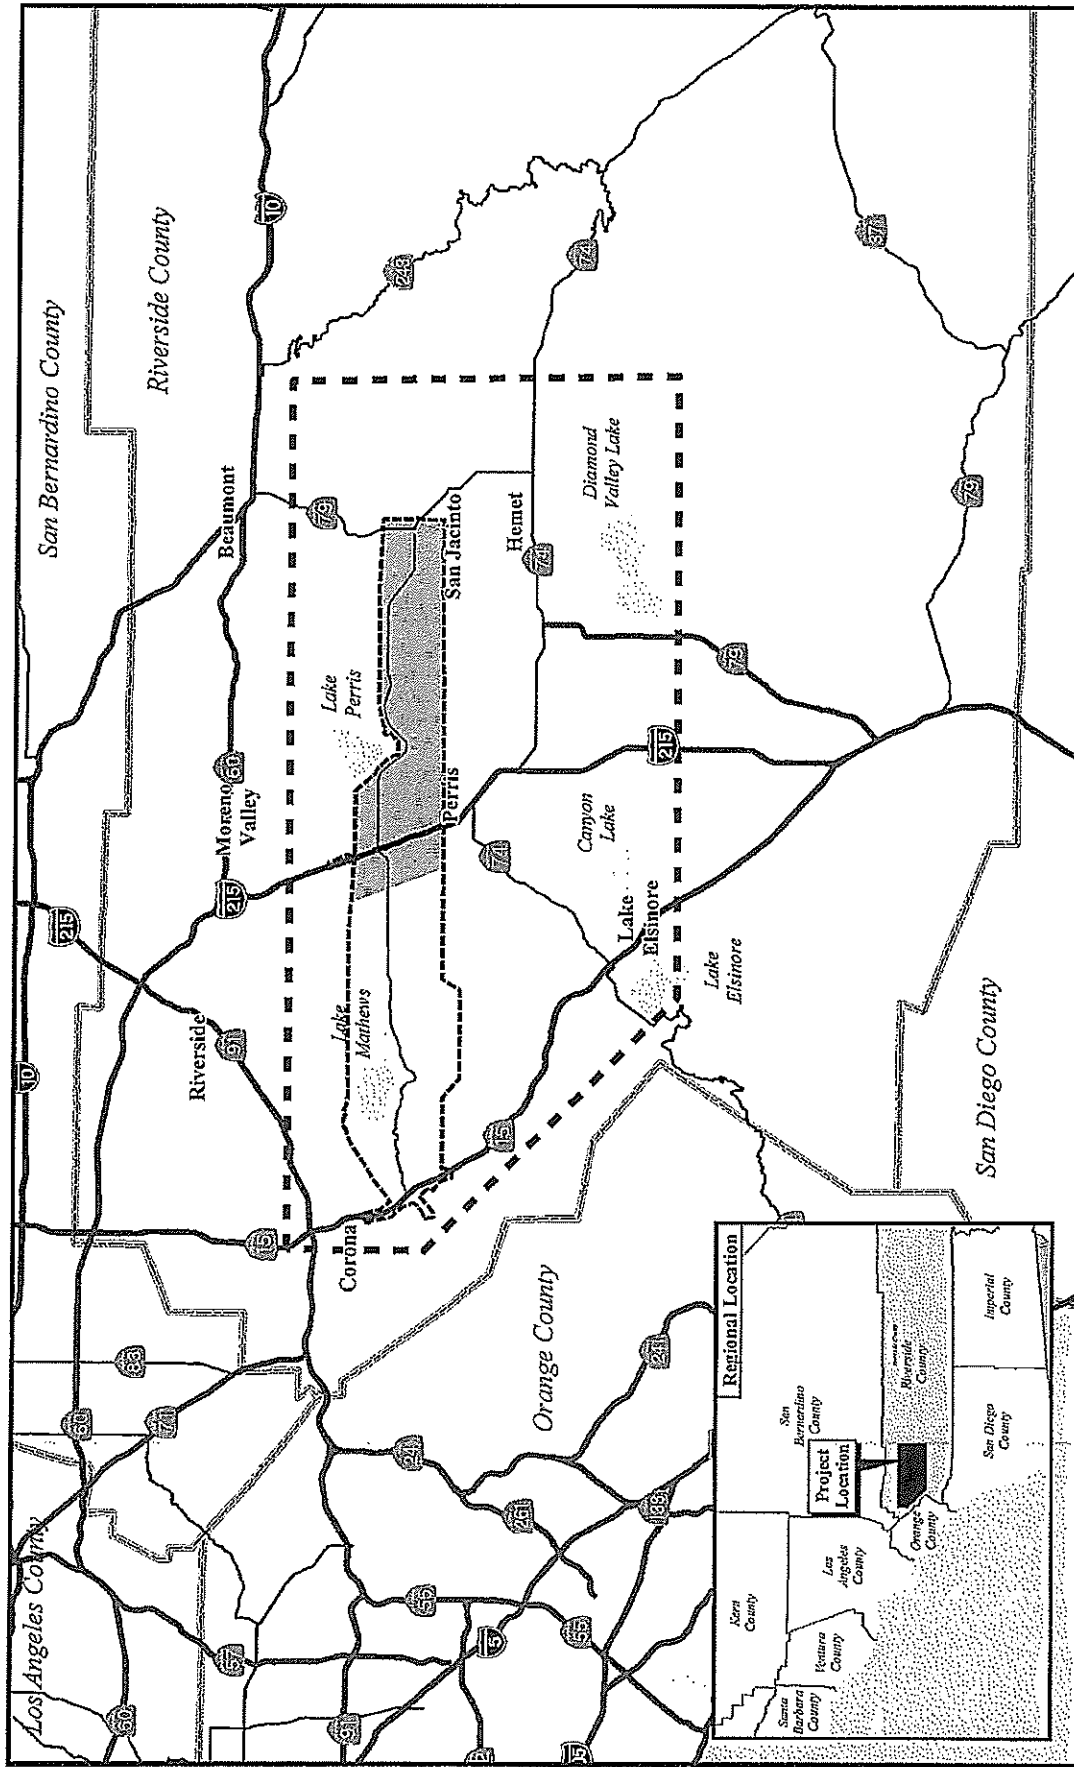 Los Angeles County
San Bernardino County
Riverside County
Orange County
San Diego County
10
215
60
60
71
83
15
91
215
Riverside
Moreno
Valley
60
Beaumont
10
57
91
55
241
261
133
241
5
55
Corona
Lake
Mathews
15
Lake
Perris
Perris
San Jacinto
79
243
74
Hemet
74
74
Diamond
Valley Lake
Canyon
Lake
Lake
Elsinore
Lake
Elsinore
215
79
79
371
Regional Location
Kern
County
San
Bernardino
County
Project
Location
Santa
Barbara
County
Ventura
County
Los
Angeles
County
Orange
County
Riverside
County
San Diego
County
Imperial
County